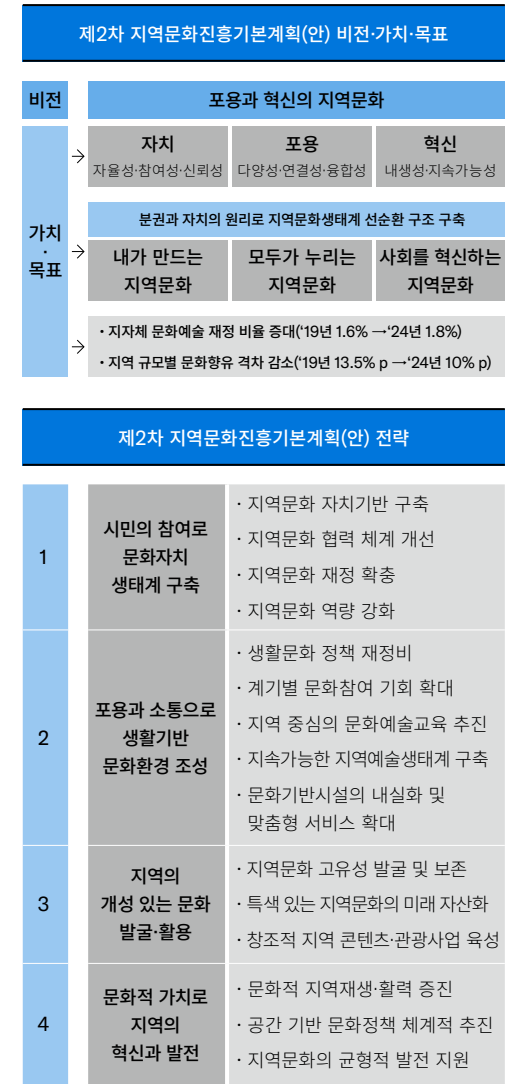 제2차 지역문화진흥기본계획(안) 비전·가치·목표
비전
포용과 혁신의 지역문화
가치
·
목표
→
자치
자율성·참여성·신뢰성
포용
다양성·연결성·융합성
혁신
내생성·지속가능성
→
분권과 자치의 원리로 지역문화생태계 선순환 구조 구축
내가 만드는
지역문화
모두가 누리는
지역문화
사회를 혁신하는
지역문화
→
· 지자체 문화예술 재정 비율 증대(‘19년 1.6% →‘24년 1.8%)
· 지역 규모별 문화향유 격차 감소(‘19년 13.5% p →‘24년 10% p)
제2차 지역문화진흥기본계획(안) 전략
1
시민의 참여로
문화자치
생태계 구축
· 지역문화 자치기반 구축
· 지역문화 협력 체계 개선
· 지역문화 재정 확충
· 지역문화 역량 강화
2
포용과 소통으로
생활기반
문화환경 조성
· 생활문화 정책 재정비
· 계기별 문화참여 기회 확대
· 지역 중심의 문화예술교육 추진
· 지속가능한 지역예술생태계 구축
· 문화기반시설의 내실화 및
맞춤형 서비스 확대
3
지역의
개성 있는 문화
발굴·활용
· 지역문화 고유성 발굴 및 보존
· 특색 있는 지역문화의 미래 자산화
· 창조적 지역 콘텐츠·관광사업 육성
4
문화적 가치로
지역의
혁신과 발전
· 문화적 지역재생·활력 증진
· 공간 기반 문화정책 체계적 추진
· 지역문화의 균형적 발전 지원